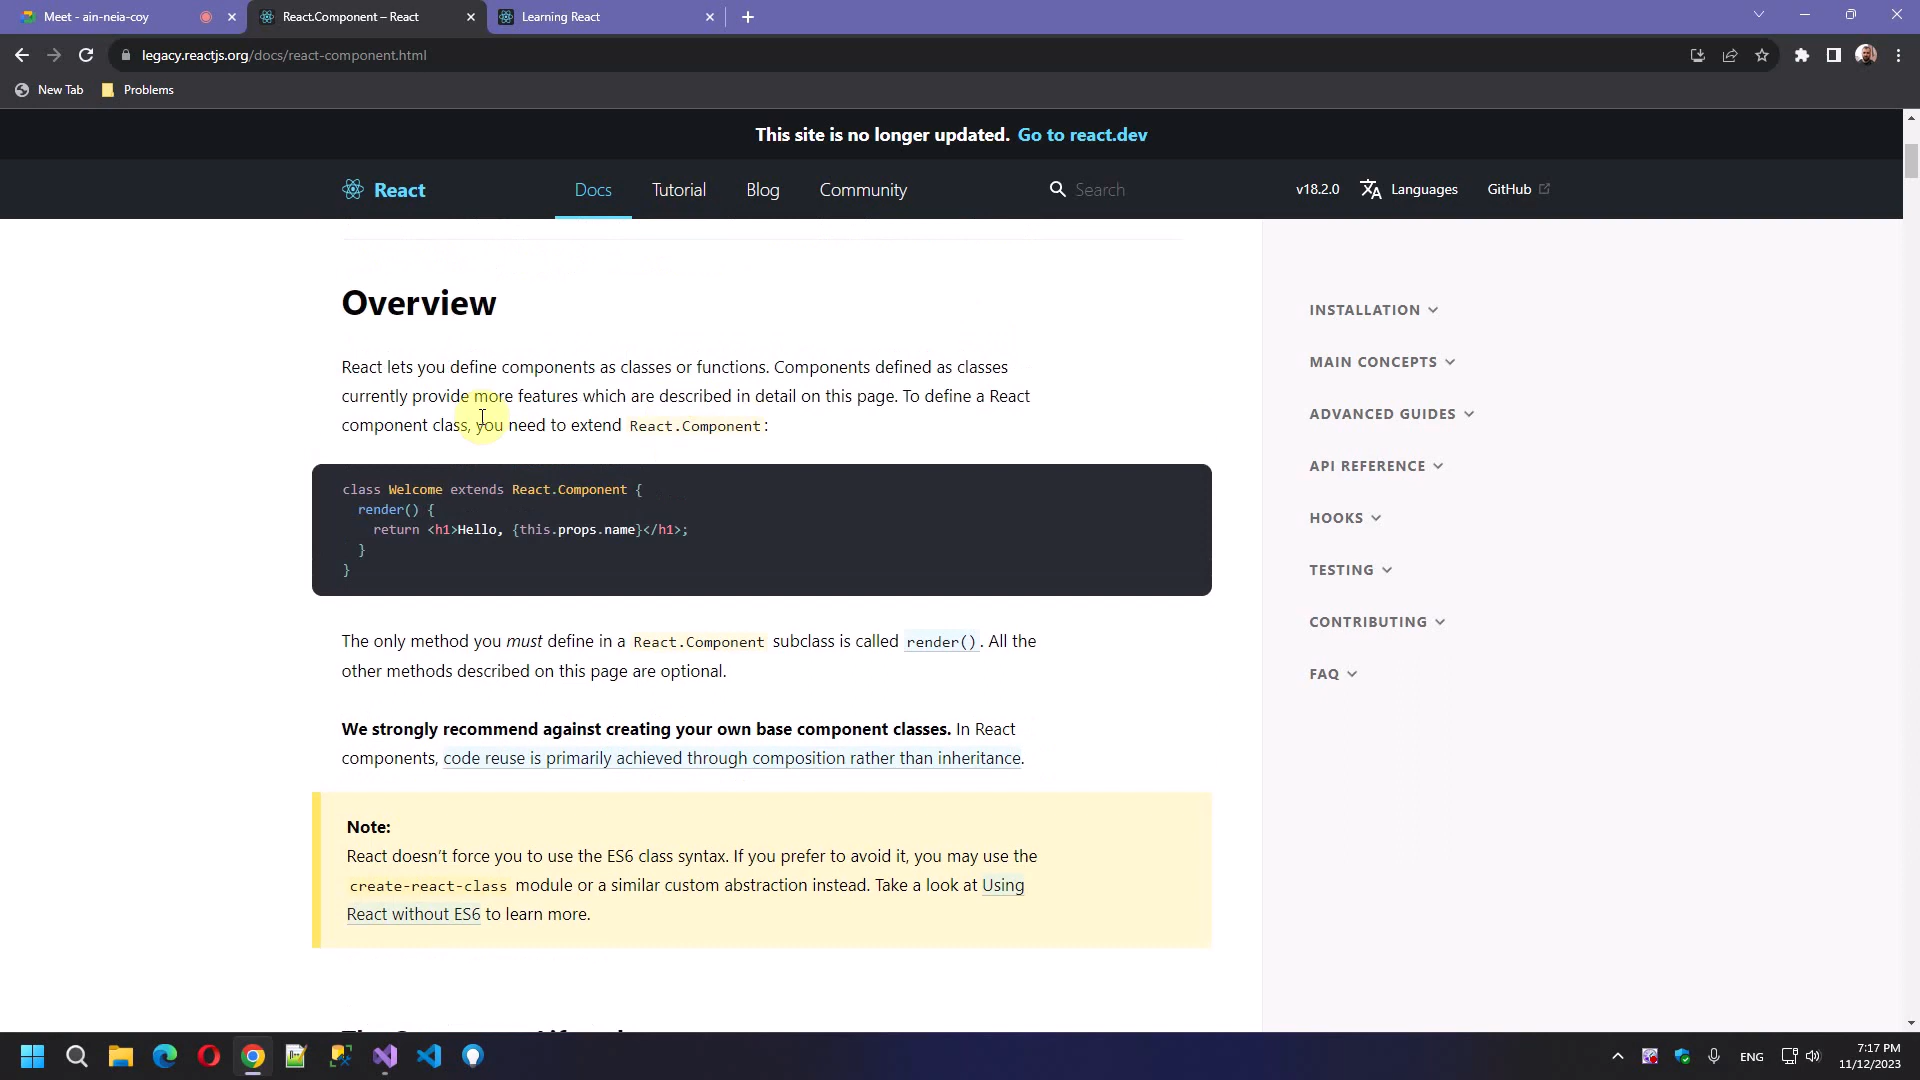 Meet - ain-neia-coy
React.Component – React
Learning React
legacy.reactjs.org/docs/react-component.html
New Tab
Problems
This site is no longer updated. Go to react.dev
React
Docs
Tutorial
Blog
Community
Search
v18.2.0
Languages
GitHub
Overview
React lets you define components as classes or functions. Components defined as classes
currently provide more features which are described in detail on this page. To define a React
component class, you need to extend React.Component:
class Welcome extends React.Component {
render() {
return <h1>Hello, {this.props.name}</h1>;
}
}
The only method you must define in a React.Component subclass is called render(). All the
other methods described on this page are optional.
We strongly recommend against creating your own base component classes. In React
components, code reuse is primarily achieved through composition rather than inheritance.
Note:
React doesn’t force you to use the ES6 class syntax. If you prefer to avoid it, you may use the
create-react-class module or a similar custom abstraction instead. Take a look at Using
React without ES6 to learn more.
INSTALLATION
MAIN CONCEPTS
ADVANCED GUIDES
API REFERENCE
HOOKS
TESTING
CONTRIBUTING
FAQ
ENG
7:17 PM
11/12/2023